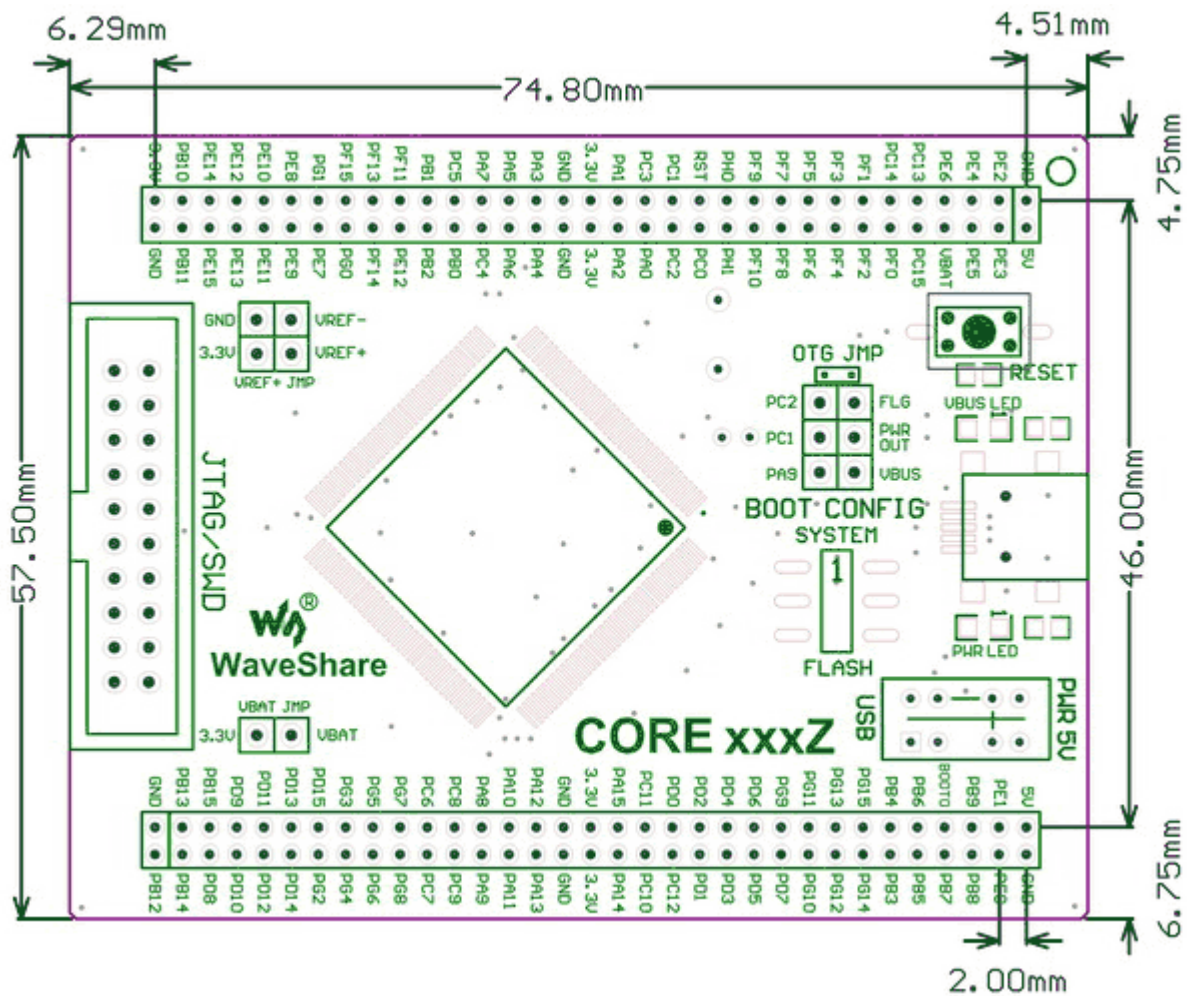 6.29mm
4.51mm
74.80mm
4.75mm
3.3V PB10 PE14 PE12 PE10 PE8 PG1 PF15 PF13 PF11 PB1 PC5 PA7 PA5 PA3 GND 3.3V PA1 PC3 PC1 RST PH0 PF9 PF7 PF5 PF3 PF1 PC14 PC13 PE6 PE4 PE2 GND
GND PB11 PE15 PE13 PE11 PE9 PE7 PG0 PF14 PE12 PB2 PB0 PC4 PA6 PA4 GND 3.3V PA2 PA0 PC2 PC0 PH1 PF10 PF8 PF6 PF4 PF2 PF0 PC15 VBAT PE5 PE3 5V
GND VREF-
3.3V VREF+
VREF+ JMP
OTG JMP
RESET
PC2 FLG
VBUS LED
1
PC1 PWR OUT
PA9 VBUS
JTAG/SWD
57.50mm
46.00mm
BOOT CONFIG
SYSTEM
1
FLASH
1
PWR LED
®
WaveShare
VBAT JMP
3.3V VBAT
CORE xxxZ
USB
PWR 5V
GND PB13 PB15 PD9 PD11 PD13 PD15 PG3 PG5 PG7 PC6 PC8 PA8 PA10 PA12 GND 3.3V PA15 PC11 PD0 PD2 PD4 PD6 PG9 PG11 PG13 PG15 PB4 PB6 BOOT0 PB9 PE1 5V
PB12 PB14 PD8 PD10 PD12 PD14 PG2 PG4 PG6 PG8 PC7 PC9 PA9 PA11 PA13 GND 3.3V PA14 PC10 PC12 PD1 PD3 PD5 PD7 PG10 PG12 PG14 PB3 PB5 PB7 PB8 PE0 GND
6.75mm
2.00mm